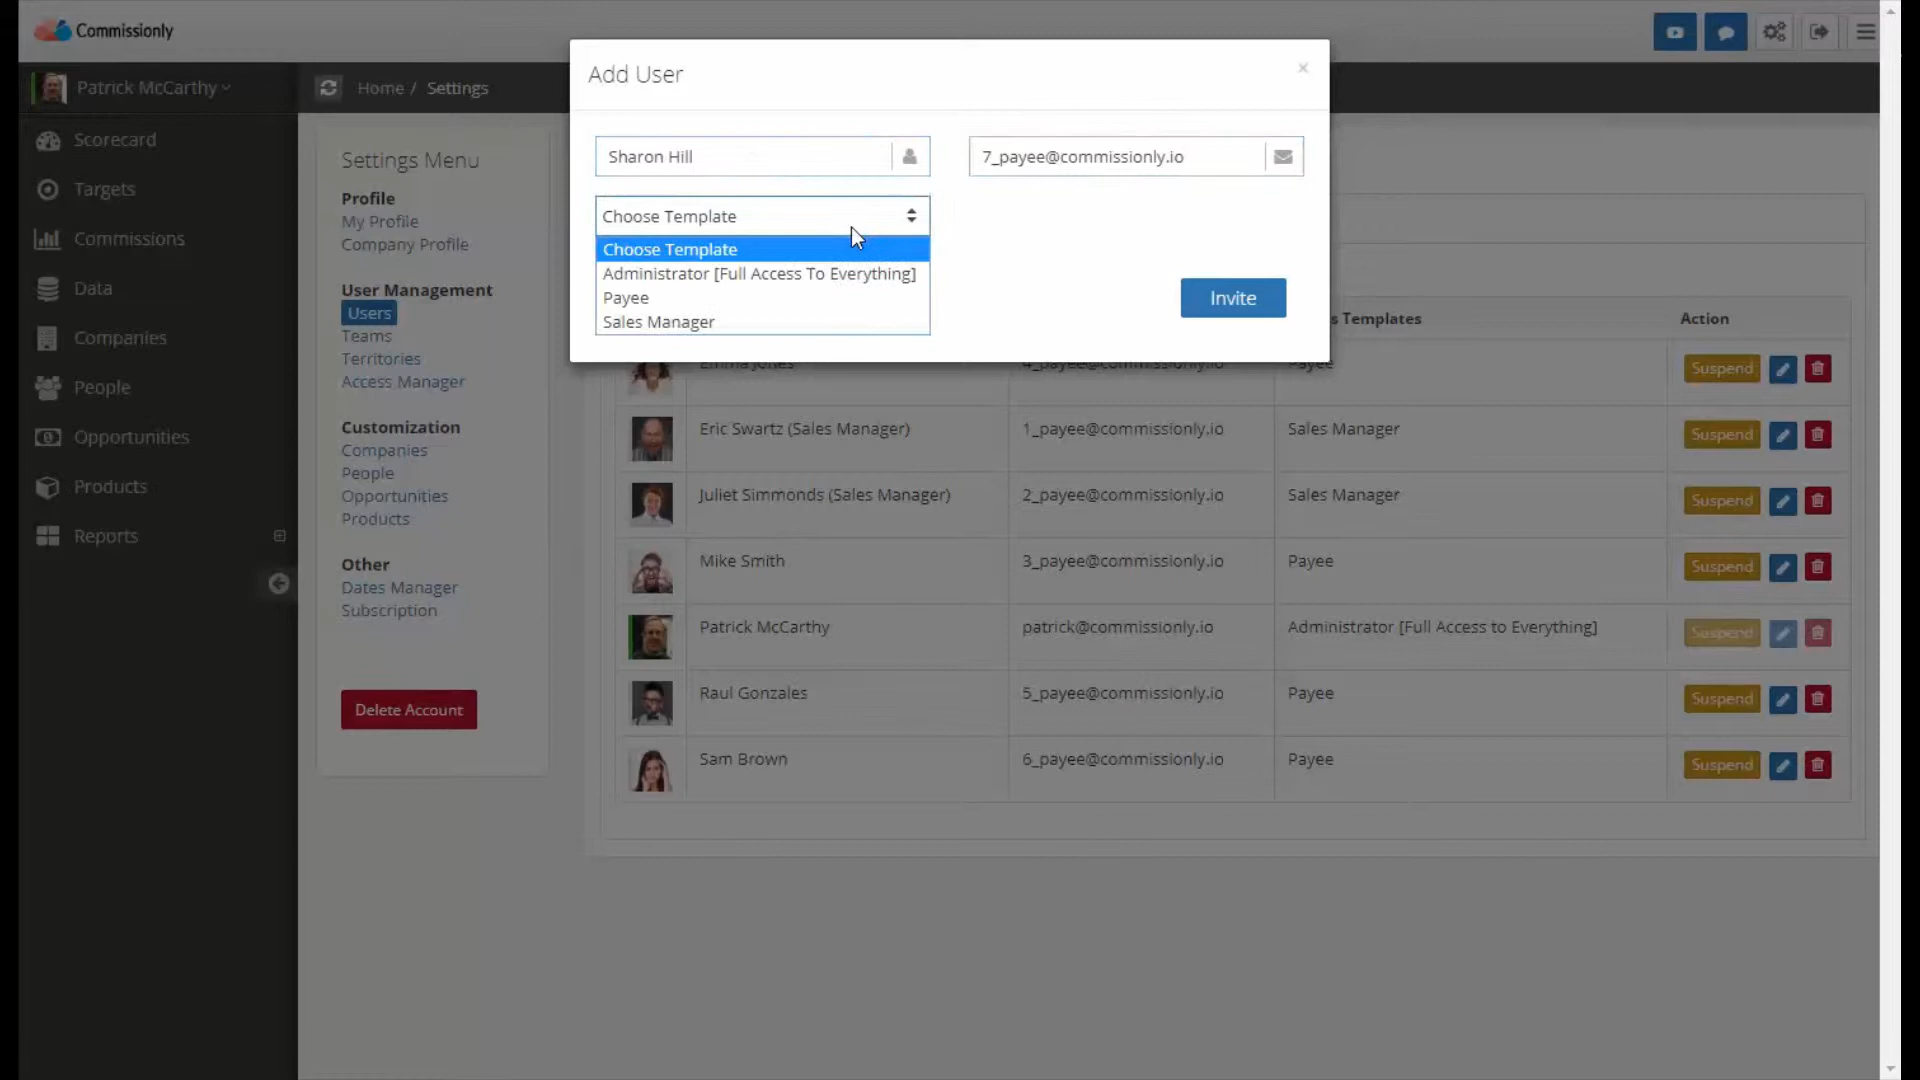 Commissionly
Patrick McCarthy
Home / Settings
Scorecard
Targets
Commissions
Data
Companies
People
Opportunities
Products
Reports
Settings Menu
Profile
My Profile
Company Profile
User Management
Users
Teams
Territories
Access Manager
Customization
Companies
People
Opportunities
Products
Other
Dates Manager
Subscription
Delete Account
Add User
×
Sharon Hill
7_payee@commissionly.io
Choose Template
Choose Template
Administrator [Full Access To Everything]
Payee
Sales Manager
Invite
s Templates Action
Emma Jones 4_payee@commissionly.io Payee Suspend
Eric Swartz (Sales Manager) 1_payee@commissionly.io Sales Manager Suspend
Juliet Simmonds (Sales Manager) 2_payee@commissionly.io Sales Manager Suspend
Mike Smith 3_payee@commissionly.io Payee Suspend
Patrick McCarthy patrick@commissionly.io Administrator [Full Access to Everything] Suspend
Raul Gonzales 5_payee@commissionly.io Payee Suspend
Sam Brown 6_payee@commissionly.io Payee Suspend